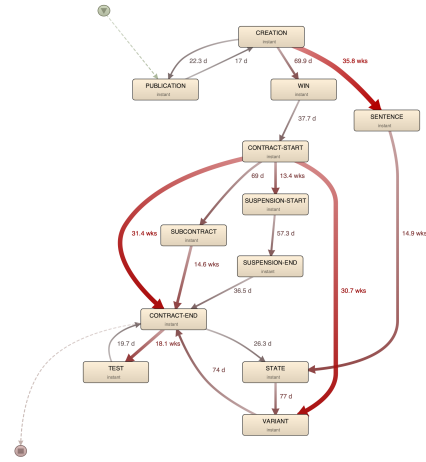 CREATION
instant
22.3 d
17 d
69.9 d
35.8 wks
PUBLICATION
instant
WIN
instant
37.7 d
SENTENCE
instant
CONTRACT-START
instant
69 d
13.4 wks
SUSPENSION-START
instant
31.4 wks
SUBCONTRACT
instant
57.3 d
14.9 wks
14.6 wks
SUSPENSION-END
instant
36.5 d
30.7 wks
CONTRACT-END
instant
19.7 d
18.1 wks
26.3 d
TEST
instant
74 d
STATE
instant
77 d
VARIANT
instant